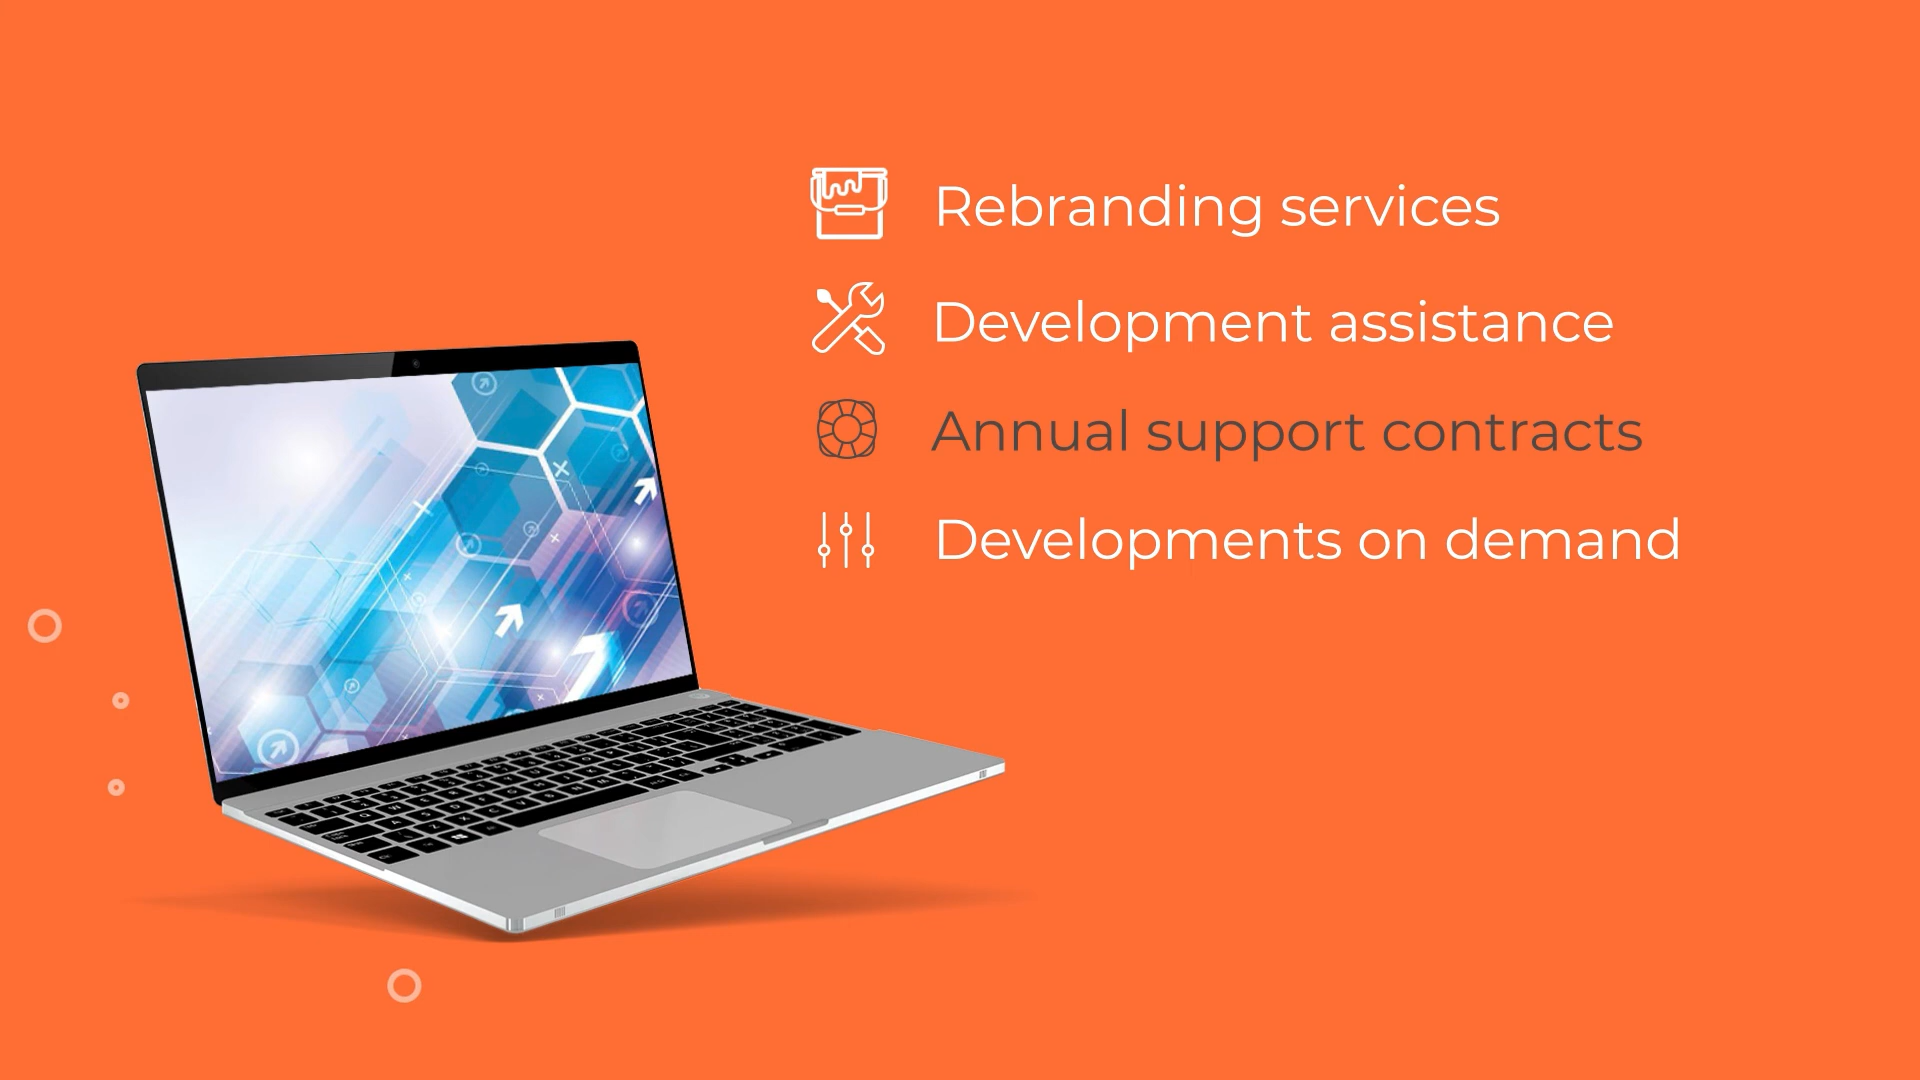 Rebranding services
Development assistance
Annual support contracts
Developments on demand